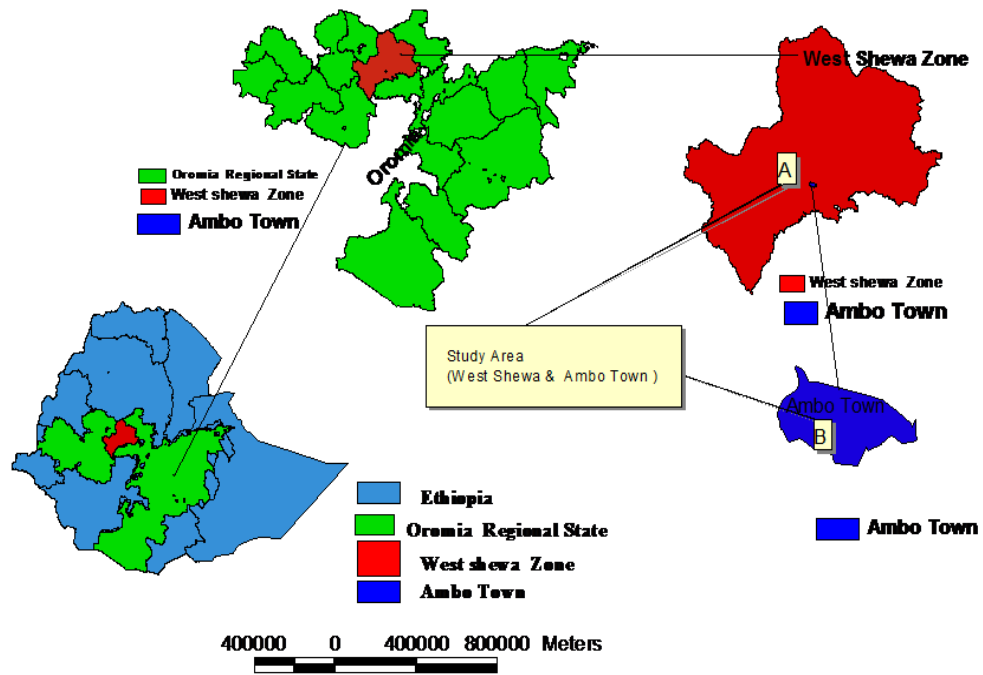 West Shewa Zone
Oromia
Oromia Regional State
West shewa Zone
Ambo Town
A
West shewa Zone
Ambo Town
Study Area
(West Shewa & Ambo Town )
Ambo Town
B
Ambo Town
Ethiopia
Oromia Regional State
West shewa Zone
Ambo Town
400000 0 400000 800000 Meters